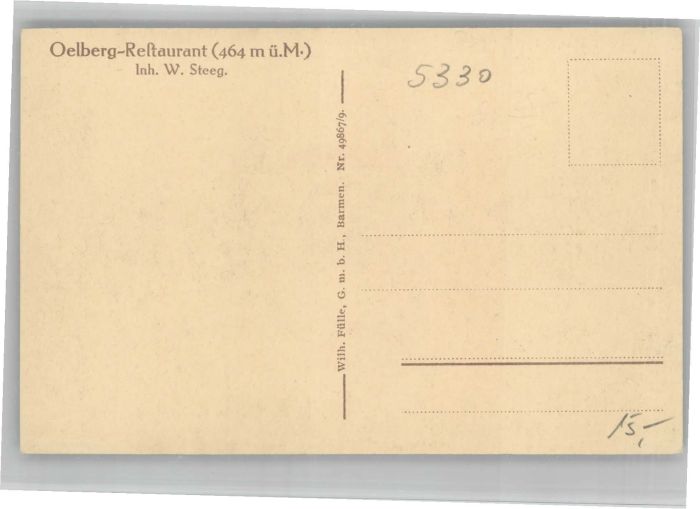 Oelberg-Reſtaurant (464 m ü.M.)
Inh. W. Steeg.
Wilh. Fülle, G. m. b. H., Barmen. Nr. 49867/9.
5330
15,-